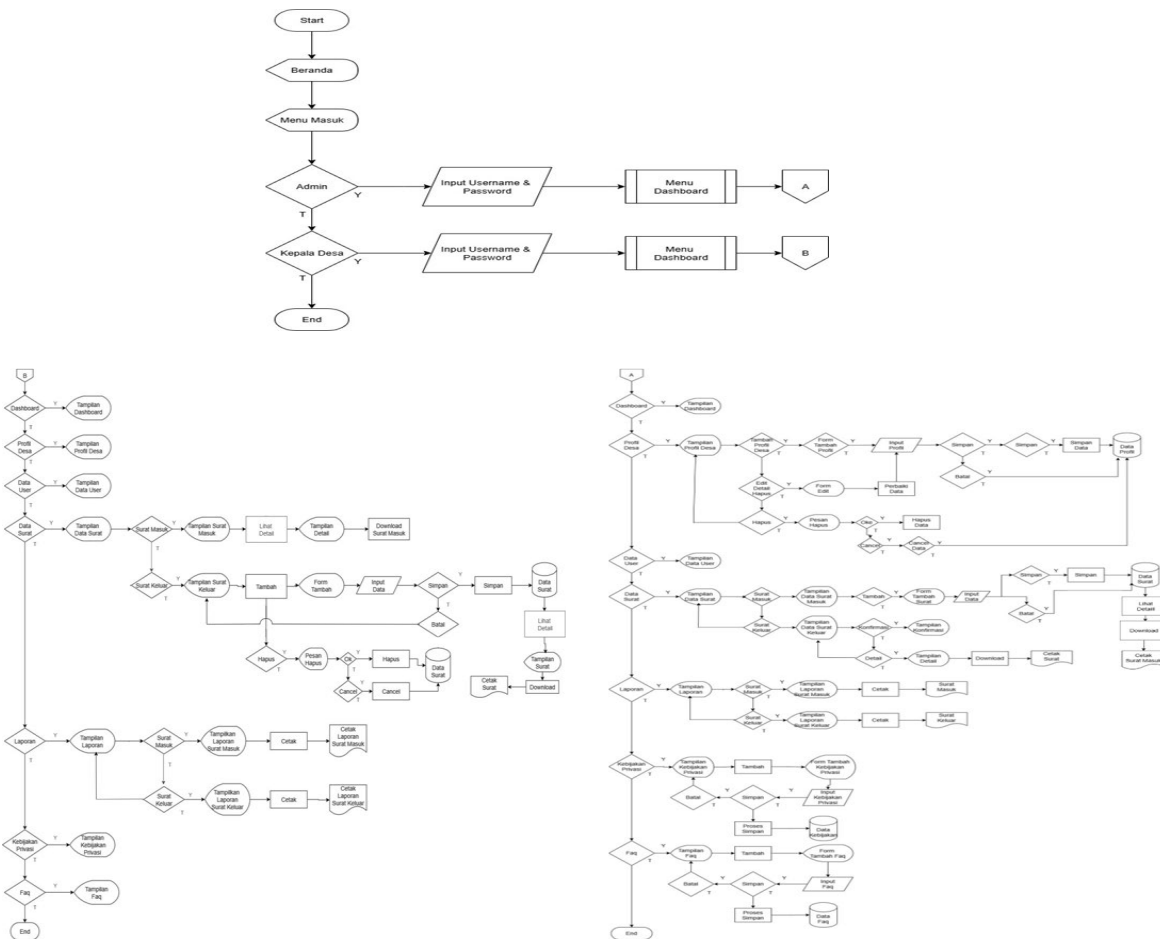 Start
Beranda
Menu Masuk
Admin
Y
Input Username &
Password
Menu
Dashboard
A
T
Kepala Desa
Y
Input Username &
Password
Menu
Dashboard
B
T
End
B
Dashboard
Y
Tampilan
Dashboard
T
Profil
Desa
Y
Tampilan
Profil Desa
T
Data
User
Y
Tampilan
Data User
T
Data
Surat
Y
Tampilan
Data Surat
T
Surat Masuk
Y
Tampilan Surat
Masuk
Lihat
Detail
Tampilan
Detail
Download
Surat Masuk
T
Surat Keluar
Y
Tampilan Surat
Keluar
T
Tambah
Form
Tambah
Input
Data
Simpan
Y
Simpan
Data
Surat
T
Batal
Lihat
Detail
Tampilan
Surat
Download
Cetak
Surat
Hapus
Y
Pesan
Hapus
T
Ok
Y
Hapus
T
Data
Surat
Cancel
Y
Cancel
T
Laporan
Y
Tampilan
Laporan
T
Surat
Masuk
Y
Tampilkan
Laporan
Surat Masuk
Cetak
Cetak
Laporan
Surat Masuk
T
Surat
Keluar
Y
Tampilkan
Laporan
Surat Keluar
Cetak
Cetak
Laporan
Surat Keluar
T
Kebijakan
Privasi
Y
Tampilan
Kebijakan
Privasi
T
Faq
Y
Tampilan
Faq
T
End
A
Dashboard
Y
Tampilan
Dashboard
T
Profil
Desa
Y
Tampilan
Profil Desa
T
Tambah
Profil
Desa
Y
T
Form
Tambah
Profil
Y
T
Input
Profil
Simpan
Y
T
Simpan
Y
T
Simpan
Data
Data
Profil
Batal
Y
T
Edit
Detail
Hapus
Y
T
Form
Edit
Perbaiki
Data
Hapus
Y
T
Pesan
Hapus
Oke
Y
T
Hapus
Data
Cancel
Y
T
Cancel
Data
Y
T
Data
User
Y
Tampilan
Data User
T
Data
Surat
Y
Tampilan
Data Surat
T
Surat
Masuk
Y
T
Tampilan
Data Surat
Masuk
Tambah
Y
T
Form
Tambah
Surat
Input
Data
Simpan
Y
T
Simpan
Data
Surat
Batal
Y
T
Lihat
Detail
Download
Cetak
Surat Masuk
Surat
Keluar
Y
T
Tampilan
Data Surat
Keluar
Konfirmasi
Y
T
Tampilan
Konfirmasi
Detail
Y
T
Tampilan
Detail
Download
Cetak
Surat
Laporan
Y
Tampilan
Laporan
T
Surat
Masuk
Y
T
Tampilan
Laporan
Surat Masuk
Cetak
Surat
Masuk
Surat
Keluar
Y
T
Tampilan
Laporan
Surat Keluar
Cetak
Surat
Keluar
Kebijakan
Privasi
Y
T
Tampilan
Kebijakan
Privasi
Tambah
Form Tambah
Kebijakan
Privasi
Batal
Y
Simpan
Y
T
Input
Kebijakan
Privasi
Proses
Simpan
Data
Kebijakan
Faq
Y
T
Tampilan
Faq
Tambah
Form
Tambah Faq
Batal
Y
Simpan
Y
T
Input
Faq
Proses
Simpan
Data
Faq
End